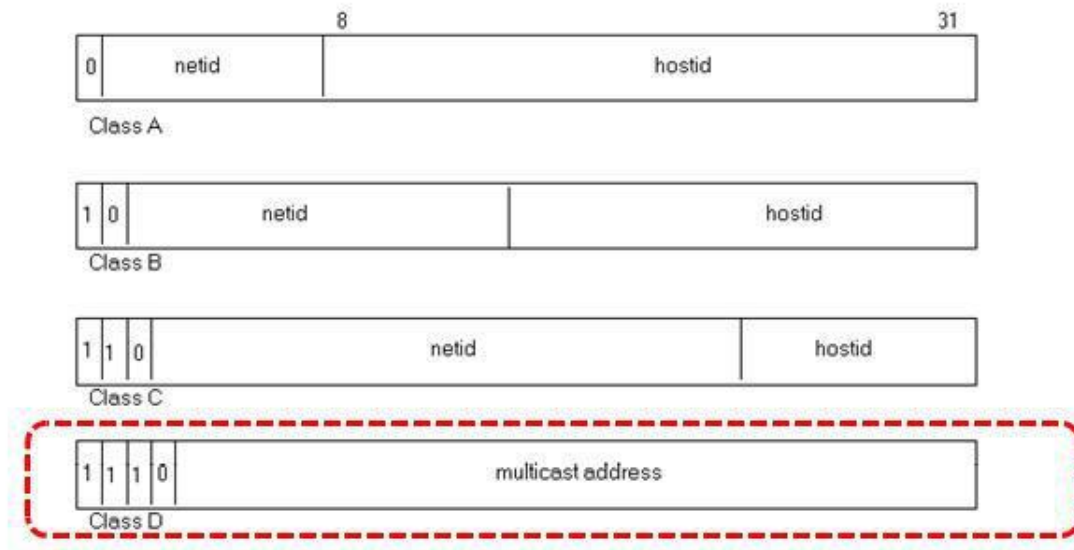 8 31
0 netid hostid
Class A
1 0 netid hostid
Class B
1 1 0 netid hostid
Class C
1 1 1 0 multicast address
Class D